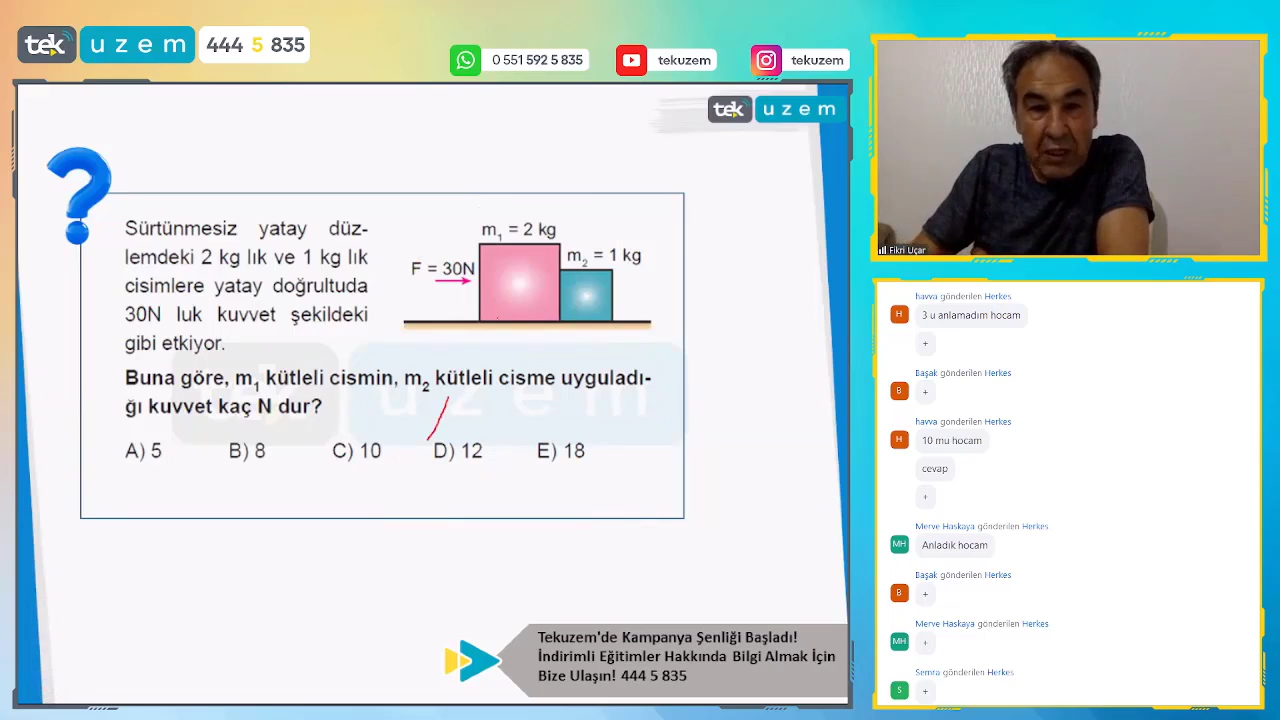 tek uzem 444 5 835
0 551 592 5 835
tekuzem
tekuzem
tek uzem
?
Sürtünmesiz yatay düz-
lemdeki 2 kg lık ve 1 kg lık
cisimlere yatay doğrultuda
30N luk kuvvet şekildeki
gibi etkiyor.
m1 = 2 kg
m2 = 1 kg
F = 30N
Buna göre, m1 kütleli cismin, m2 kütleli cisme uyguladı-
ğı kuvvet kaç N dur?
A) 5 B) 8 C) 10 D) 12 E) 18
tek uzem
Tekuzem'de Kampanya Şenliği Başladı!
İndirimli Eğitimler Hakkında Bilgi Almak İçin
Bize Ulaşın! 444 5 835
Fikri Uçar
havva gönderilen Herkes
H 3 u anlamadım hocam
+
Başak gönderilen Herkes
B +
havva gönderilen Herkes
H 10 mu hocam
cevap
+
Merve Haskaya gönderilen Herkes
MH Anladık hocam
Başak gönderilen Herkes
B +
Merve Haskaya gönderilen Herkes
MH +
Semra gönderilen Herkes
S +